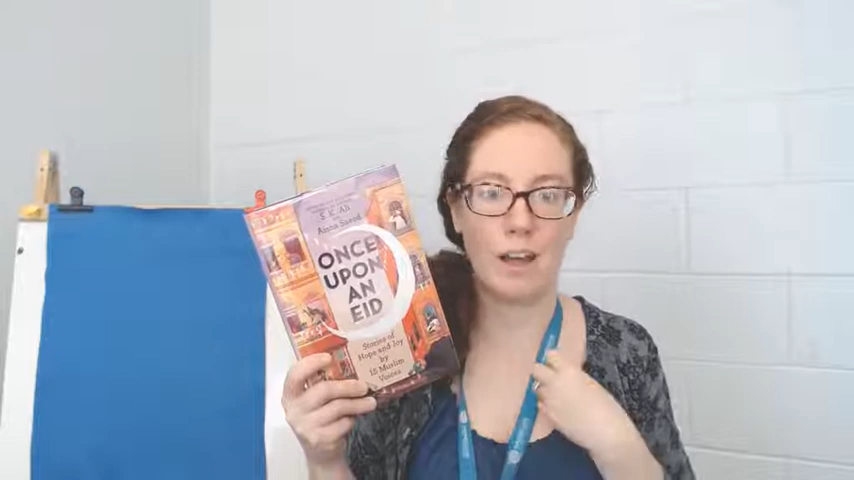 S. K. Ali
Aisha Saeed
ONCE
UPON
AN
EID
Stories of
Hope and Joy
by
15 Muslim
Voices